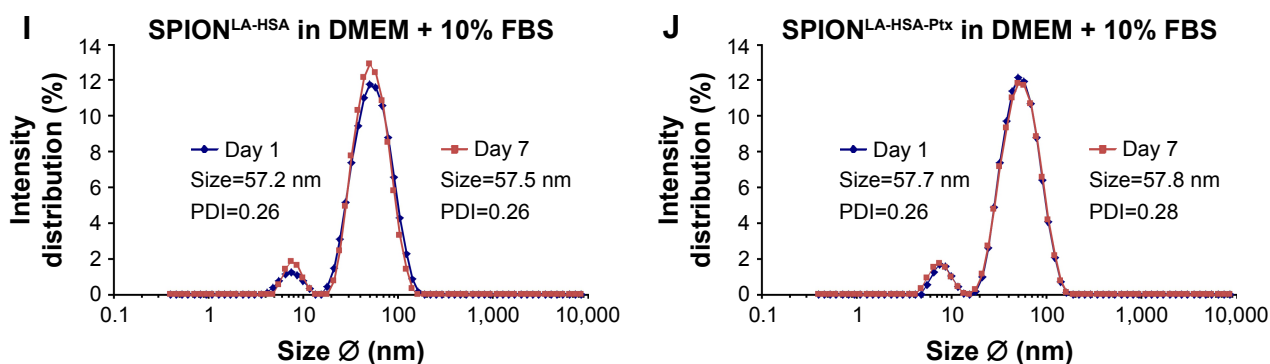 I
SPIONLA-HSA in DMEM + 10% FBS
Intensity
distribution (%)
14
12
10
8
6
4
2
0
Day 1
Size=57.2 nm
PDI=0.26
Day 7
Size=57.5 nm
PDI=0.26
0.1
1
10
100
1,000
10,000
Size ∅ (nm)
J
SPIONLA-HSA-Ptx in DMEM + 10% FBS
Intensity
distribution (%)
14
12
10
8
6
4
2
0
Day 1
Size=57.7 nm
PDI=0.26
Day 7
Size=57.8 nm
PDI=0.28
0.1
1
10
100
1,000
10,000
Size ∅ (nm)